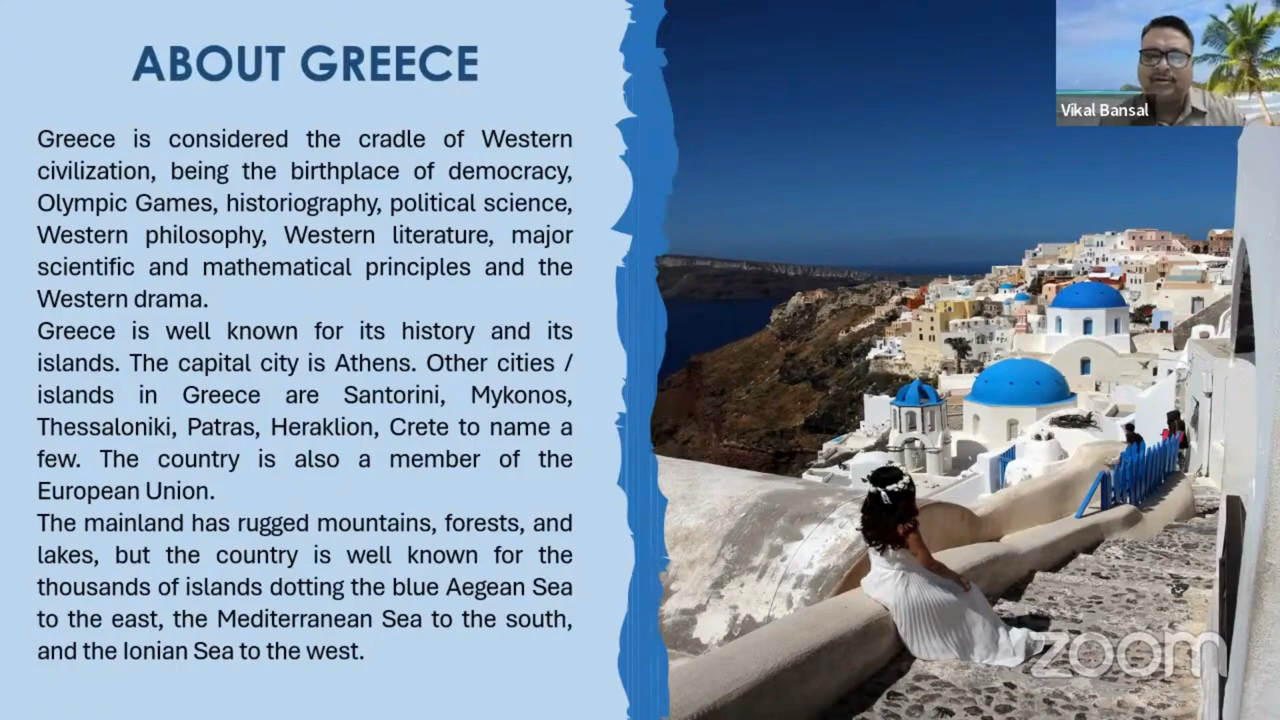 ABOUT GREECE
Greece is considered the cradle of Western
civilization, being the birthplace of democracy,
Olympic Games, historiography, political science,
Western philosophy, Western literature, major
scientific and mathematical principles and the
Western drama.
Greece is well known for its history and its
islands. The capital city is Athens. Other cities /
islands in Greece are Santorini, Mykonos,
Thessaloniki, Patras, Heraklion, Crete to name a
few. The country is also a member of the
European Union.
The mainland has rugged mountains, forests, and
lakes, but the country is well known for the
thousands of islands dotting the blue Aegean Sea
to the east, the Mediterranean Sea to the south,
and the Ionian Sea to the west.
Vikal Bansal
zoom